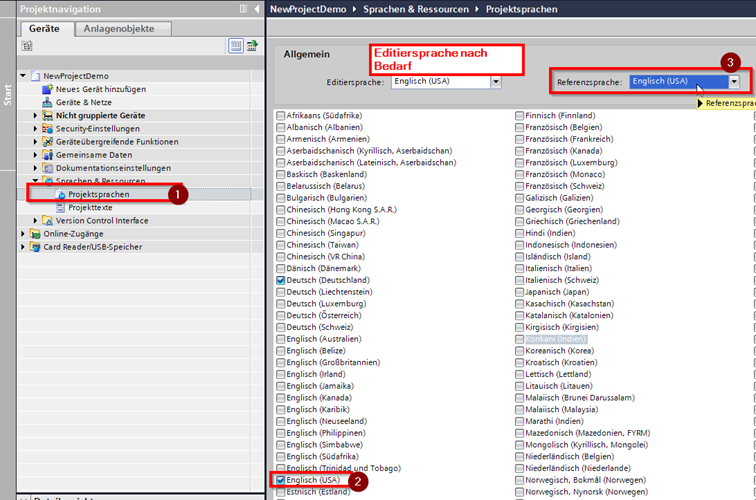 Projektnavigation
Geräte
Anlagenobjekte
Start
NewProjectDemo
Neues Gerät hinzufügen
Geräte & Netze
Nicht gruppierte Geräte
Security-Einstellungen
Geräteübergreifende Funktionen
Gemeinsame Daten
Dokumentationseinstellungen
Sprachen & Ressourcen
Projektsprachen
1
Projekttexte
Version Control Interface
Online-Zugänge
Card Reader/USB-Speicher
NewProjectDemo Sprachen & Ressourcen Projektsprachen
Allgemein
Editiersprache nach
Bedarf
3
Editiersprache: Englisch (USA)
Referenzsprache: Englisch (USA)
Referenzspra
Afrikaans (Südafrika)
Albanisch (Albanien)
Armenisch (Armenien)
Aserbaidschanisch (Kyrillisch, Aserbaidschan)
Aserbaidschanisch (Lateinisch, Aserbaidschan)
Baskisch (Baskenland)
Belarussisch (Belarus)
Bulgarisch (Bulgarien)
Chinesisch (Hong Kong S.A.R.)
Chinesisch (Macao S.A.R.)
Chinesisch (Singapur)
Chinesisch (Taiwan)
Chinesisch (VR China)
Dänisch (Dänemark)
Deutsch (Deutschland)
Deutsch (Liechtenstein)
Deutsch (Luxemburg)
Deutsch (Österreich)
Deutsch (Schweiz)
Englisch (Australien)
Englisch (Belize)
Englisch (Großbritannien)
Englisch (Irland)
Englisch (Jamaika)
Englisch (Kanada)
Englisch (Karibik)
Englisch (Neuseeland)
Englisch (Philippinen)
Englisch (Simbabwe)
Englisch (Südafrika)
Englisch (Trinidad und Tobago)
Englisch (USA)
2
Estnisch (Estland)
Finnisch (Finnland)
Französisch (Belgien)
Französisch (Frankreich)
Französisch (Kanada)
Französisch (Luxemburg)
Französisch (Monaco)
Französisch (Schweiz)
Galizisch (Galizien)
Georgisch (Georgien)
Griechisch (Griechenland)
Hindi (Indien)
Indonesisch (Indonesien)
Isländisch (Island)
Italienisch (Italien)
Italienisch (Schweiz)
Japanisch (Japan)
Kasachisch (Kasachstan)
Katalanisch (Katalonien)
Kirgisisch (Kirgisien)
Konkani (Indien)
Koreanisch (Korea)
Kroatisch (Kroatien)
Lettisch (Lettland)
Litauisch (Litauen)
Malaiisch (Brunei Darussalam)
Malaiisch (Malaysia)
Marathi (Indien)
Mazedonisch (Mazedonien, FYRM)
Mongolisch (Kyrillisch, Mongolei)
Niederländisch (Belgien)
Niederländisch (Niederlande)
Norwegisch, Bokmål (Norwegen)
Norwegisch, Nynorsk (Norwegen)